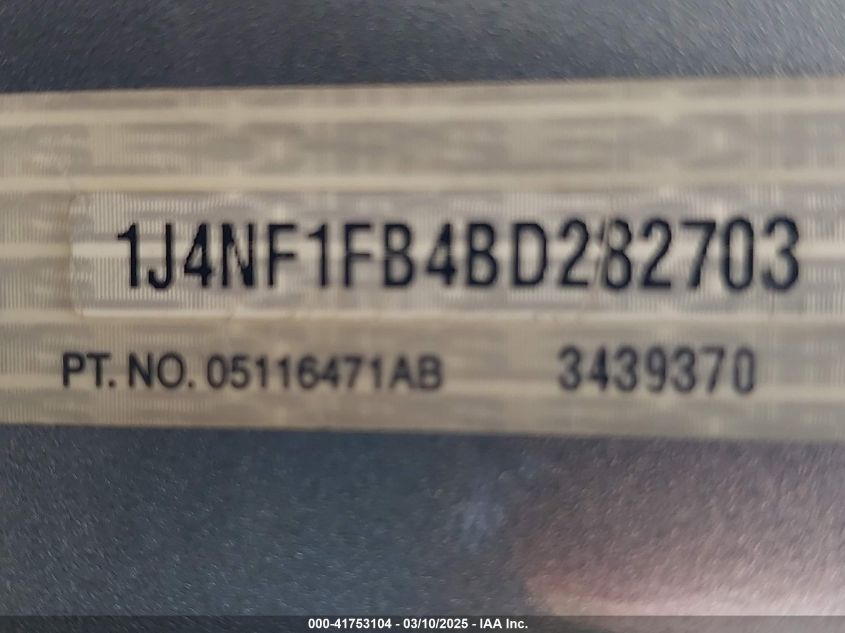 1J4NF1FB4BD282703
PT. NO. 05116471AB 3439370
000-41753104 — 03/10/2025 — IAA Inc.